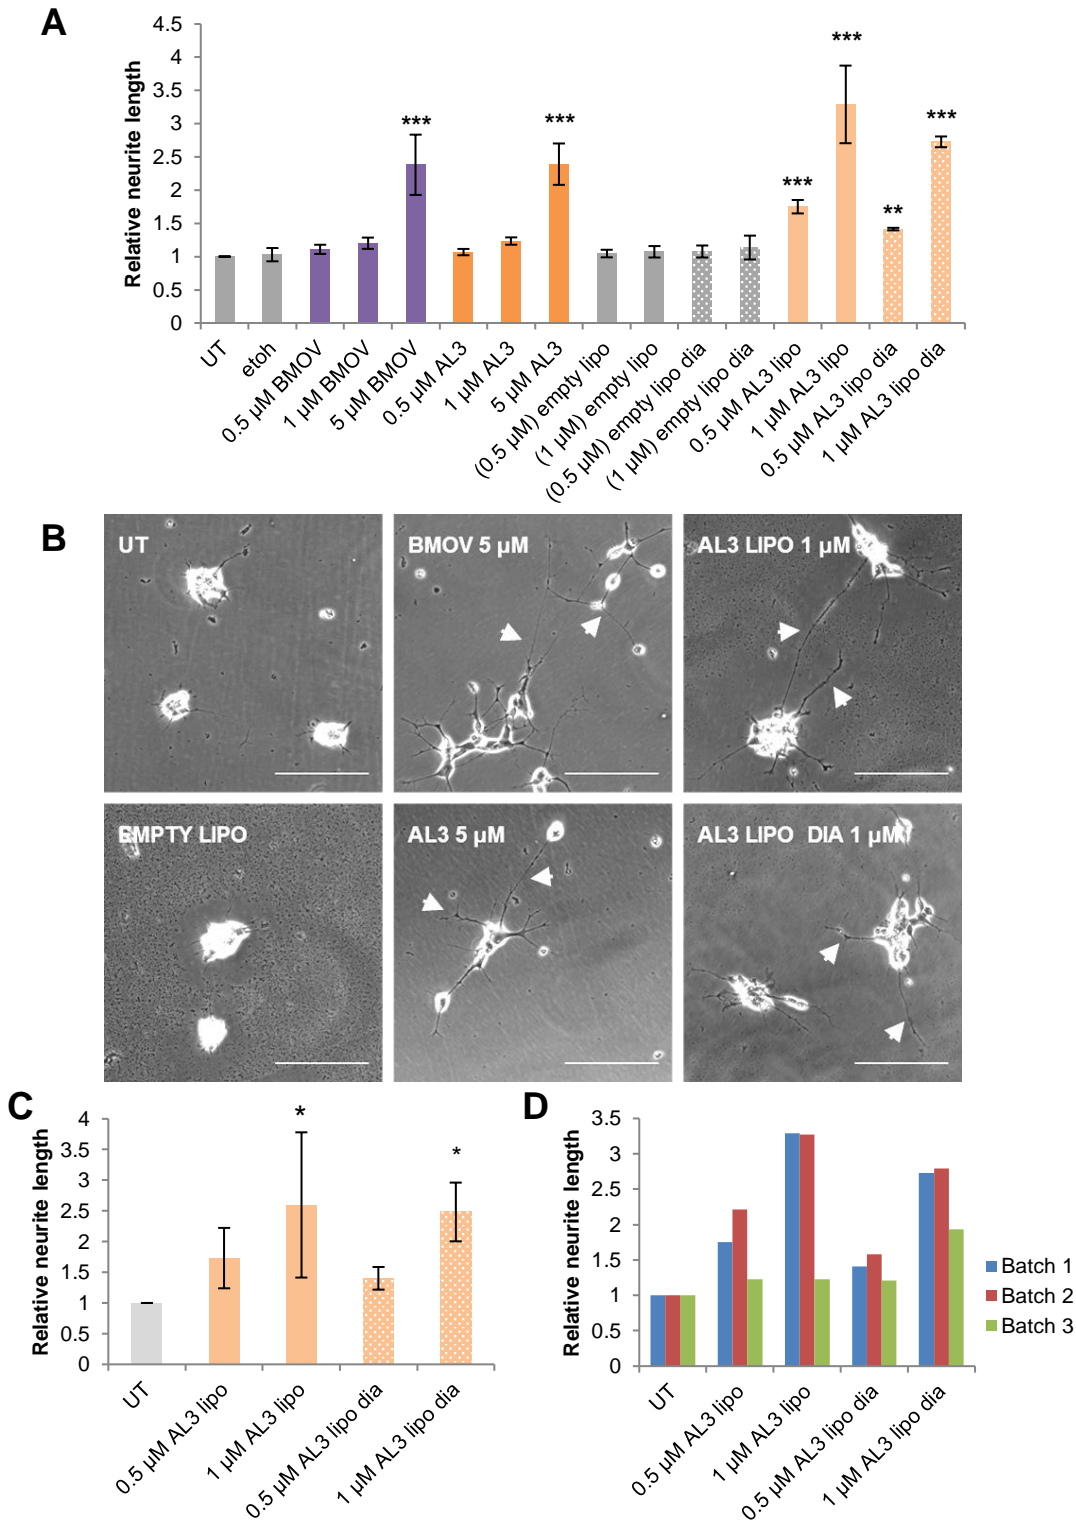 A
4.5
4
3.5
3
2.5
2
1.5
1
0.5
0
Relative neurite length
***
***
***
***
**
***
UT
etoh
0.5 µM BMOV
1 µM BMOV
5 µM BMOV
0.5 µM AL3
1 µM AL3
5 µM AL3
(0.5 µM) empty lipo
(1 µM) empty lipo
(0.5 µM) empty lipo dia
(1 µM) empty lipo dia
0.5 µM AL3 lipo
1 µM AL3 lipo
0.5 µM AL3 lipo dia
1 µM AL3 lipo dia
B
UT
BMOV 5 µM
AL3 LIPO 1 µM
EMPTY LIPO
AL3 5 µM
AL3 LIPO DIA 1 µM
C
4
3.5
3
2.5
2
1.5
1
0.5
0
Relative neurite length
*
*
UT
0.5 µM AL3 lipo
1 µM AL3 lipo
0.5 µM AL3 lipo dia
1 µM AL3 lipo dia
D
3.5
3
2.5
2
1.5
1
0.5
0
Relative neurite length
UT
0.5 µM AL3 lipo
1 µM AL3 lipo
0.5 µM AL3 lipo dia
1 µM AL3 lipo dia
Batch 1
Batch 2
Batch 3